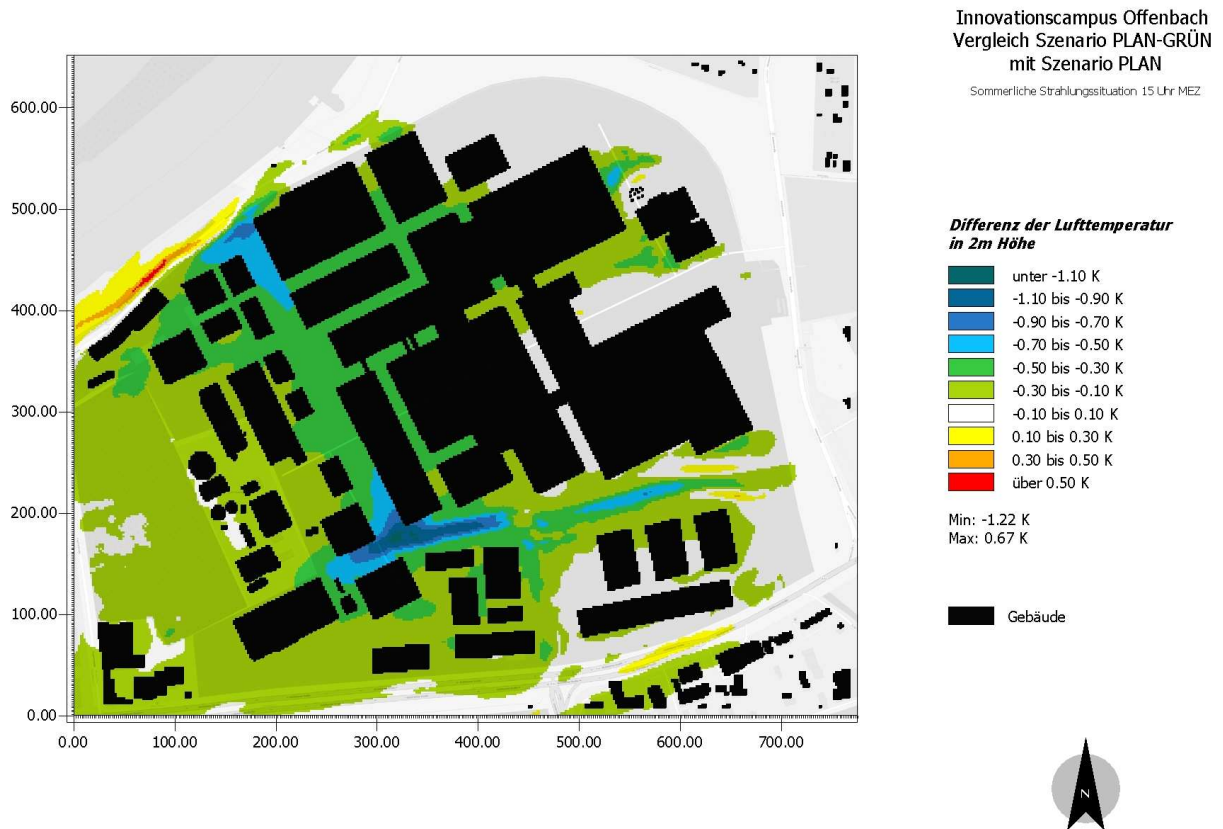 Innovationscampus Offenbach
Vergleich Szenario PLAN-GRÜN
mit Szenario PLAN
Sommerliche Strahlungssituation 15 Uhr MEZ
600.00
500.00
400.00
300.00
200.00
100.00
0.00
0.00 100.00 200.00 300.00 400.00 500.00 600.00 700.00
Differenz der Lufttemperatur
in 2m Höhe
unter -1.10 K
-1.10 bis -0.90 K
-0.90 bis -0.70 K
-0.70 bis -0.50 K
-0.50 bis -0.30 K
-0.30 bis -0.10 K
-0.10 bis 0.10 K
0.10 bis 0.30 K
0.30 bis 0.50 K
über 0.50 K
Min: -1.22 K
Max: 0.67 K
Gebäude
N